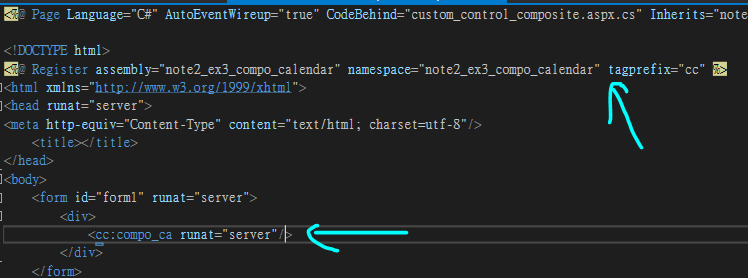 <%@ Page Language="C#" AutoEventWireup="true" CodeBehind="custom_control_composite.aspx.cs" Inherits="note
<!DOCTYPE html>
<%@ Register assembly="note2_ex3_compo_calendar" namespace="note2_ex3_compo_calendar" tagprefix="cc" %>
<html xmlns="http://www.w3.org/1999/xhtml">
<head runat="server">
<meta http-equiv="Content-Type" content="text/html; charset=utf-8"/>
<title></title>
</head>
<body>
<form id="form1" runat="server">
<div>
<cc:compo_ca runat="server"/>
</div>
</form>